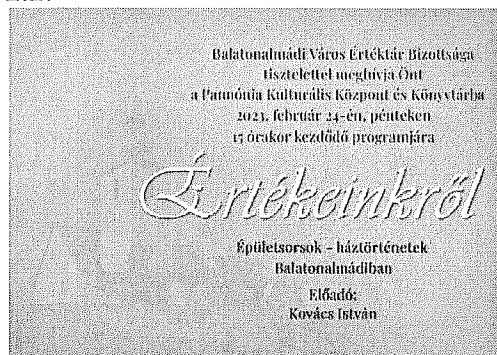 Balatonalmádi Város Értéktár Bizottsága
tisztelettel meghívja Önt
a Pannónia Kulturális Központ és Könyvtárba
2023. február 24-én, pénteken
15 órakor kezdődő programjára
Értékeinkről
Épületsorsok – háztörténetek
Balatonalmádiban
Előadó:
Kovács István